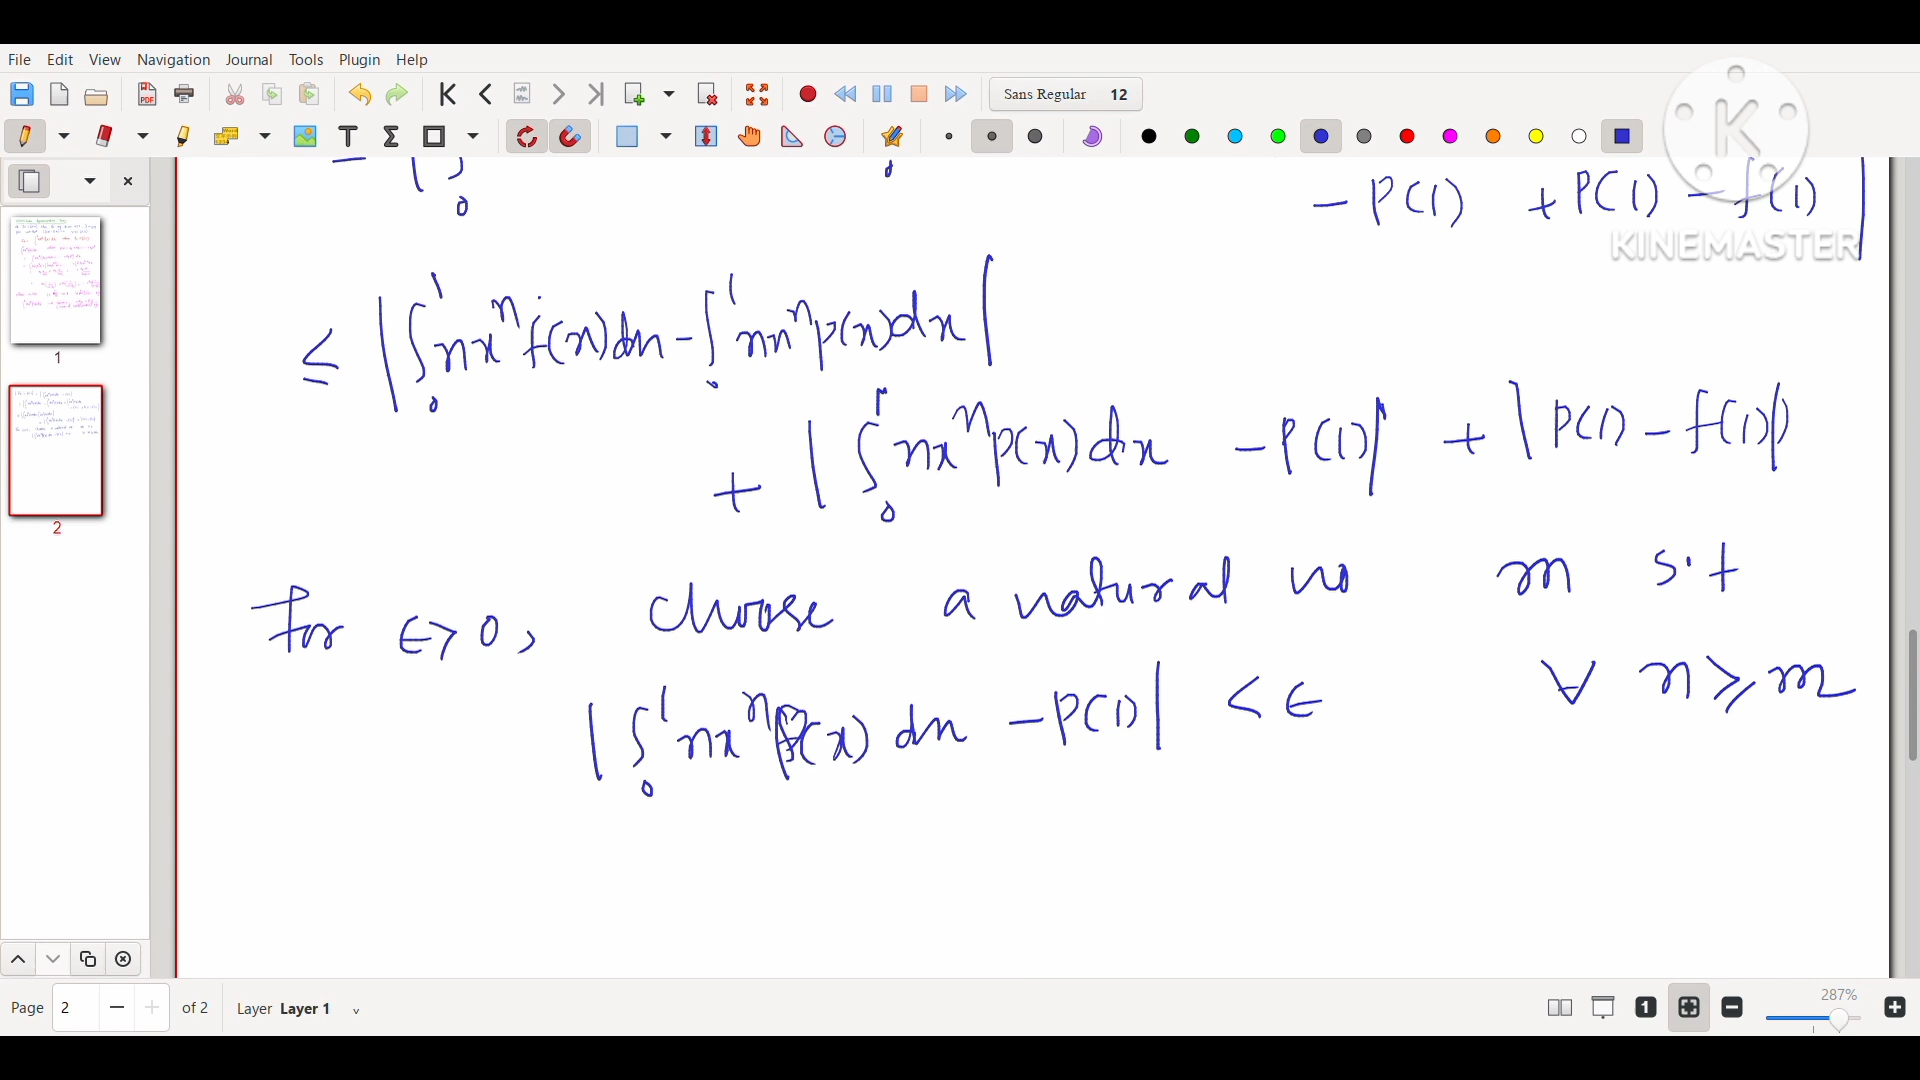 File Edit View Navigation Journal Tools Plugin Help
Sans Regular 12
KINEMASTER
- P(1) + P(1) - f(1) |
≤ | ∫₀¹ nxⁿ f(x)dx - ∫₀¹ nxⁿ p(x)dx |
+ | ∫₀¹ nxⁿ p(x) dx - P(1) | + | P(1) - f(1) |
for ϵ > 0, choose a natural no m s.t
| ∫₀¹ nxⁿ p(x) dx - P(1) | < ϵ ∀ n ≥ m
1
2
Page 2 of 2 Layer Layer 1
287%